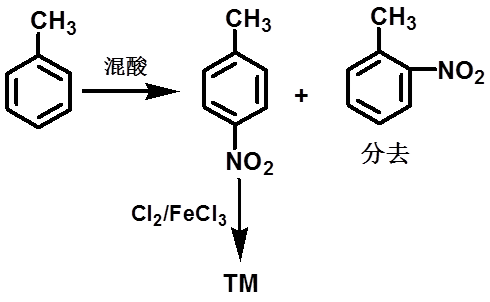 CH₃
CH₃
CH₃
混酸
NO₂
+
分去
NO₂
Cl₂/FeCl₃
TM